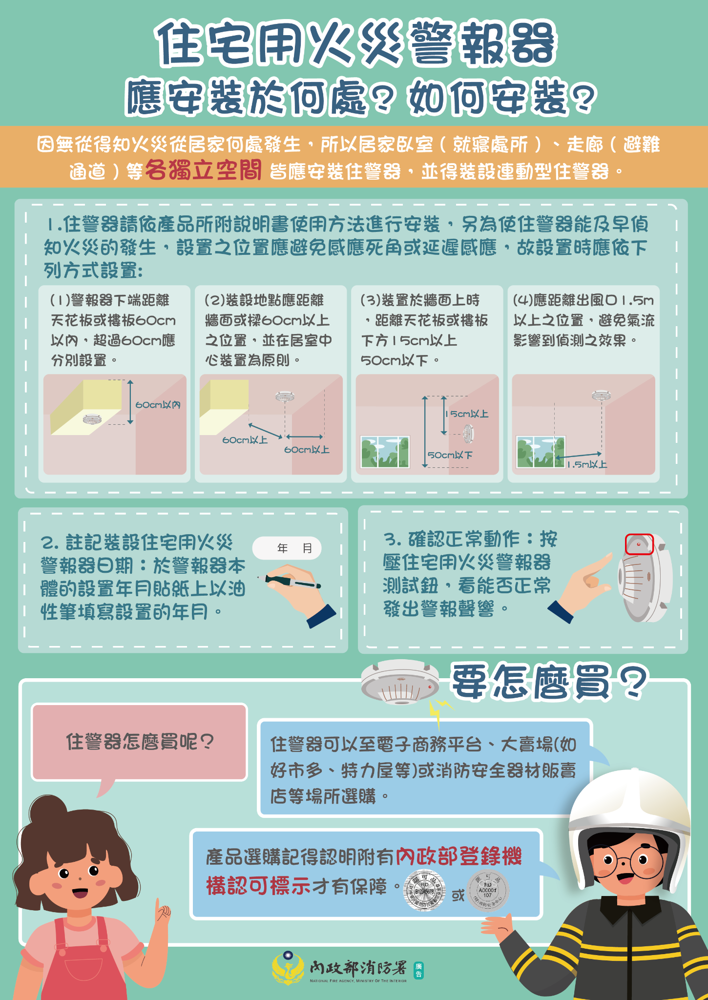 住宅用火災警報器
應安裝於何處?如何安裝?
因無從得知火災從居家何處發生，所以居家臥室(就寢處所)、走廊(避難
通道)等各獨立空間 皆應安裝住警器，並得裝設連動型住警器。
1.住警器請依產品所附說明書使用方法進行安裝，另為使住警器能及早偵
知火災的發生，設置之位置應避免感應死角或延遲感應，故設置時應依下
列方式設置:
(1)警報器下端距離
天花板或樓板60cm
以內，超過60cm應
分別設置。
60cm以內
(2)裝設地點應距離
牆面或樑60cm以上
之位置，並在居室中
心裝置為原則。
60cm以上
60cm以上
(3)裝置於牆面上時
，距離天花板或樓板
下方15cm以上
50cm以下。
15cm以上
50cm以下
(4)應距離出風口1.5m
以上之位置，避免氣流
影響到偵測之效果。
1.5m以上
2. 註記裝設住宅用火災
警報器日期：於警報器本
體的設置年月貼紙上以油
性筆填寫設置的年月。
年 月
3. 確認正常動作：按
壓住宅用火災警報器
測試鈕，看能否正常
發出警報聲響。
要怎麼買?
住警器怎麼買呢?
住警器可以至電子商務平台、大賣場(如
好市多、特力屋等)或消防安全器材販賣
店等場所選購。
產品選購記得認明附有內政部登錄機
構認可標示才有保障。
認可品
RD
B12345678
或
認可品
RD
A00001
107
內政部消防署
NATIONAL FIRE AGENCY, MINISTRY OF THE INTERIOR
廣告